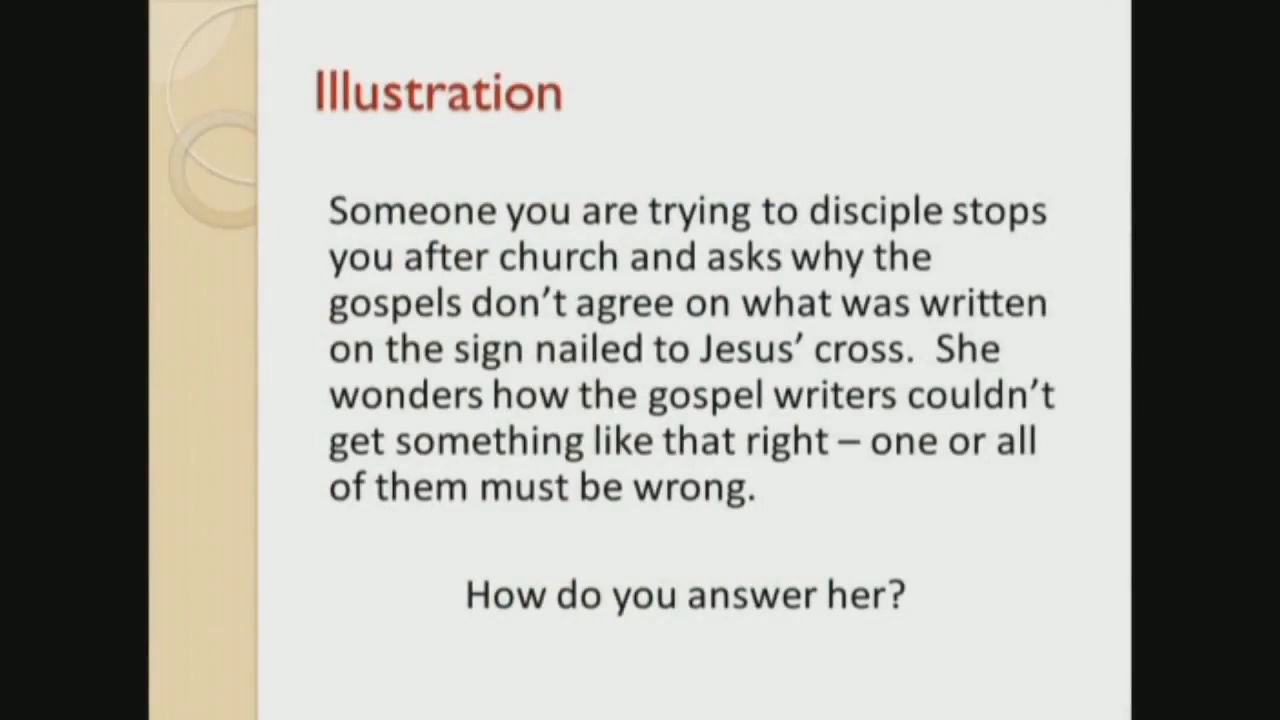 Illustration
Someone you are trying to disciple stops
you after church and asks why the
gospels don’t agree on what was written
on the sign nailed to Jesus’ cross.  She
wonders how the gospel writers couldn’t
get something like that right – one or all
of them must be wrong.
How do you answer her?